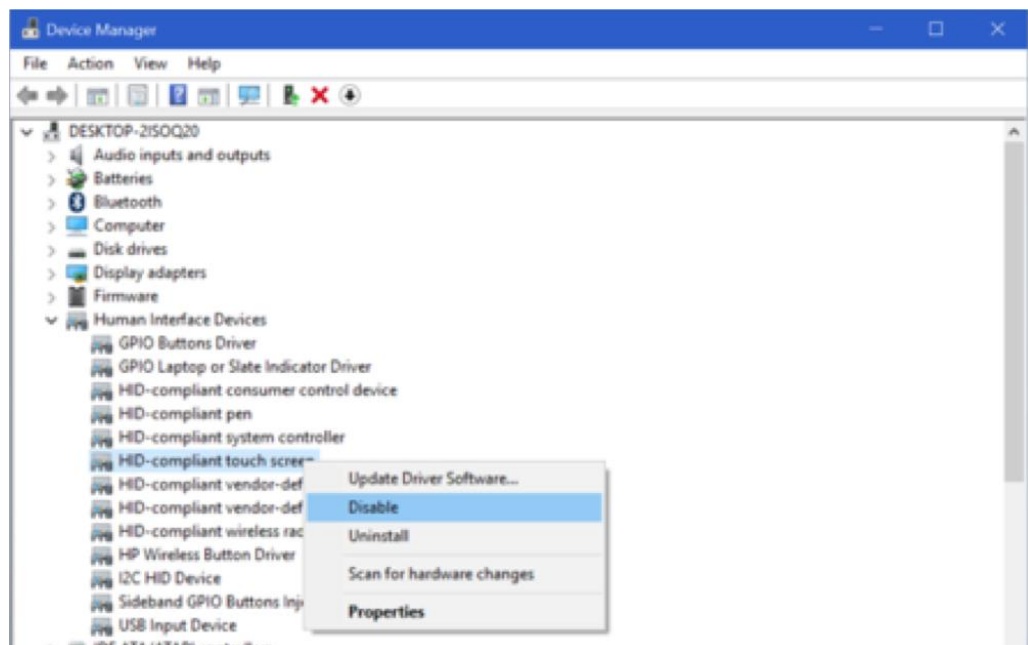 Device Manager
File Action View Help
DESKTOP-2ISOQ20
Audio inputs and outputs
Batteries
Bluetooth
Computer
Disk drives
Display adapters
Firmware
Human Interface Devices
GPIO Buttons Driver
GPIO Laptop or Slate Indicator Driver
HID-compliant consumer control device
HID-compliant pen
HID-compliant system controller
HID-compliant touch screen
HID-compliant vendor-def
HID-compliant vendor-def
HID-compliant wireless rad
HP Wireless Button Driver
I2C HID Device
Sideband GPIO Buttons Inj
USB Input Device
Update Driver Software...
Disable
Uninstall
Scan for hardware changes
Properties